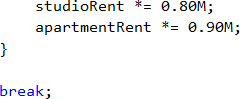 studioRent *= 0.80M;
apartmentRent *= 0.90M;
}
break;